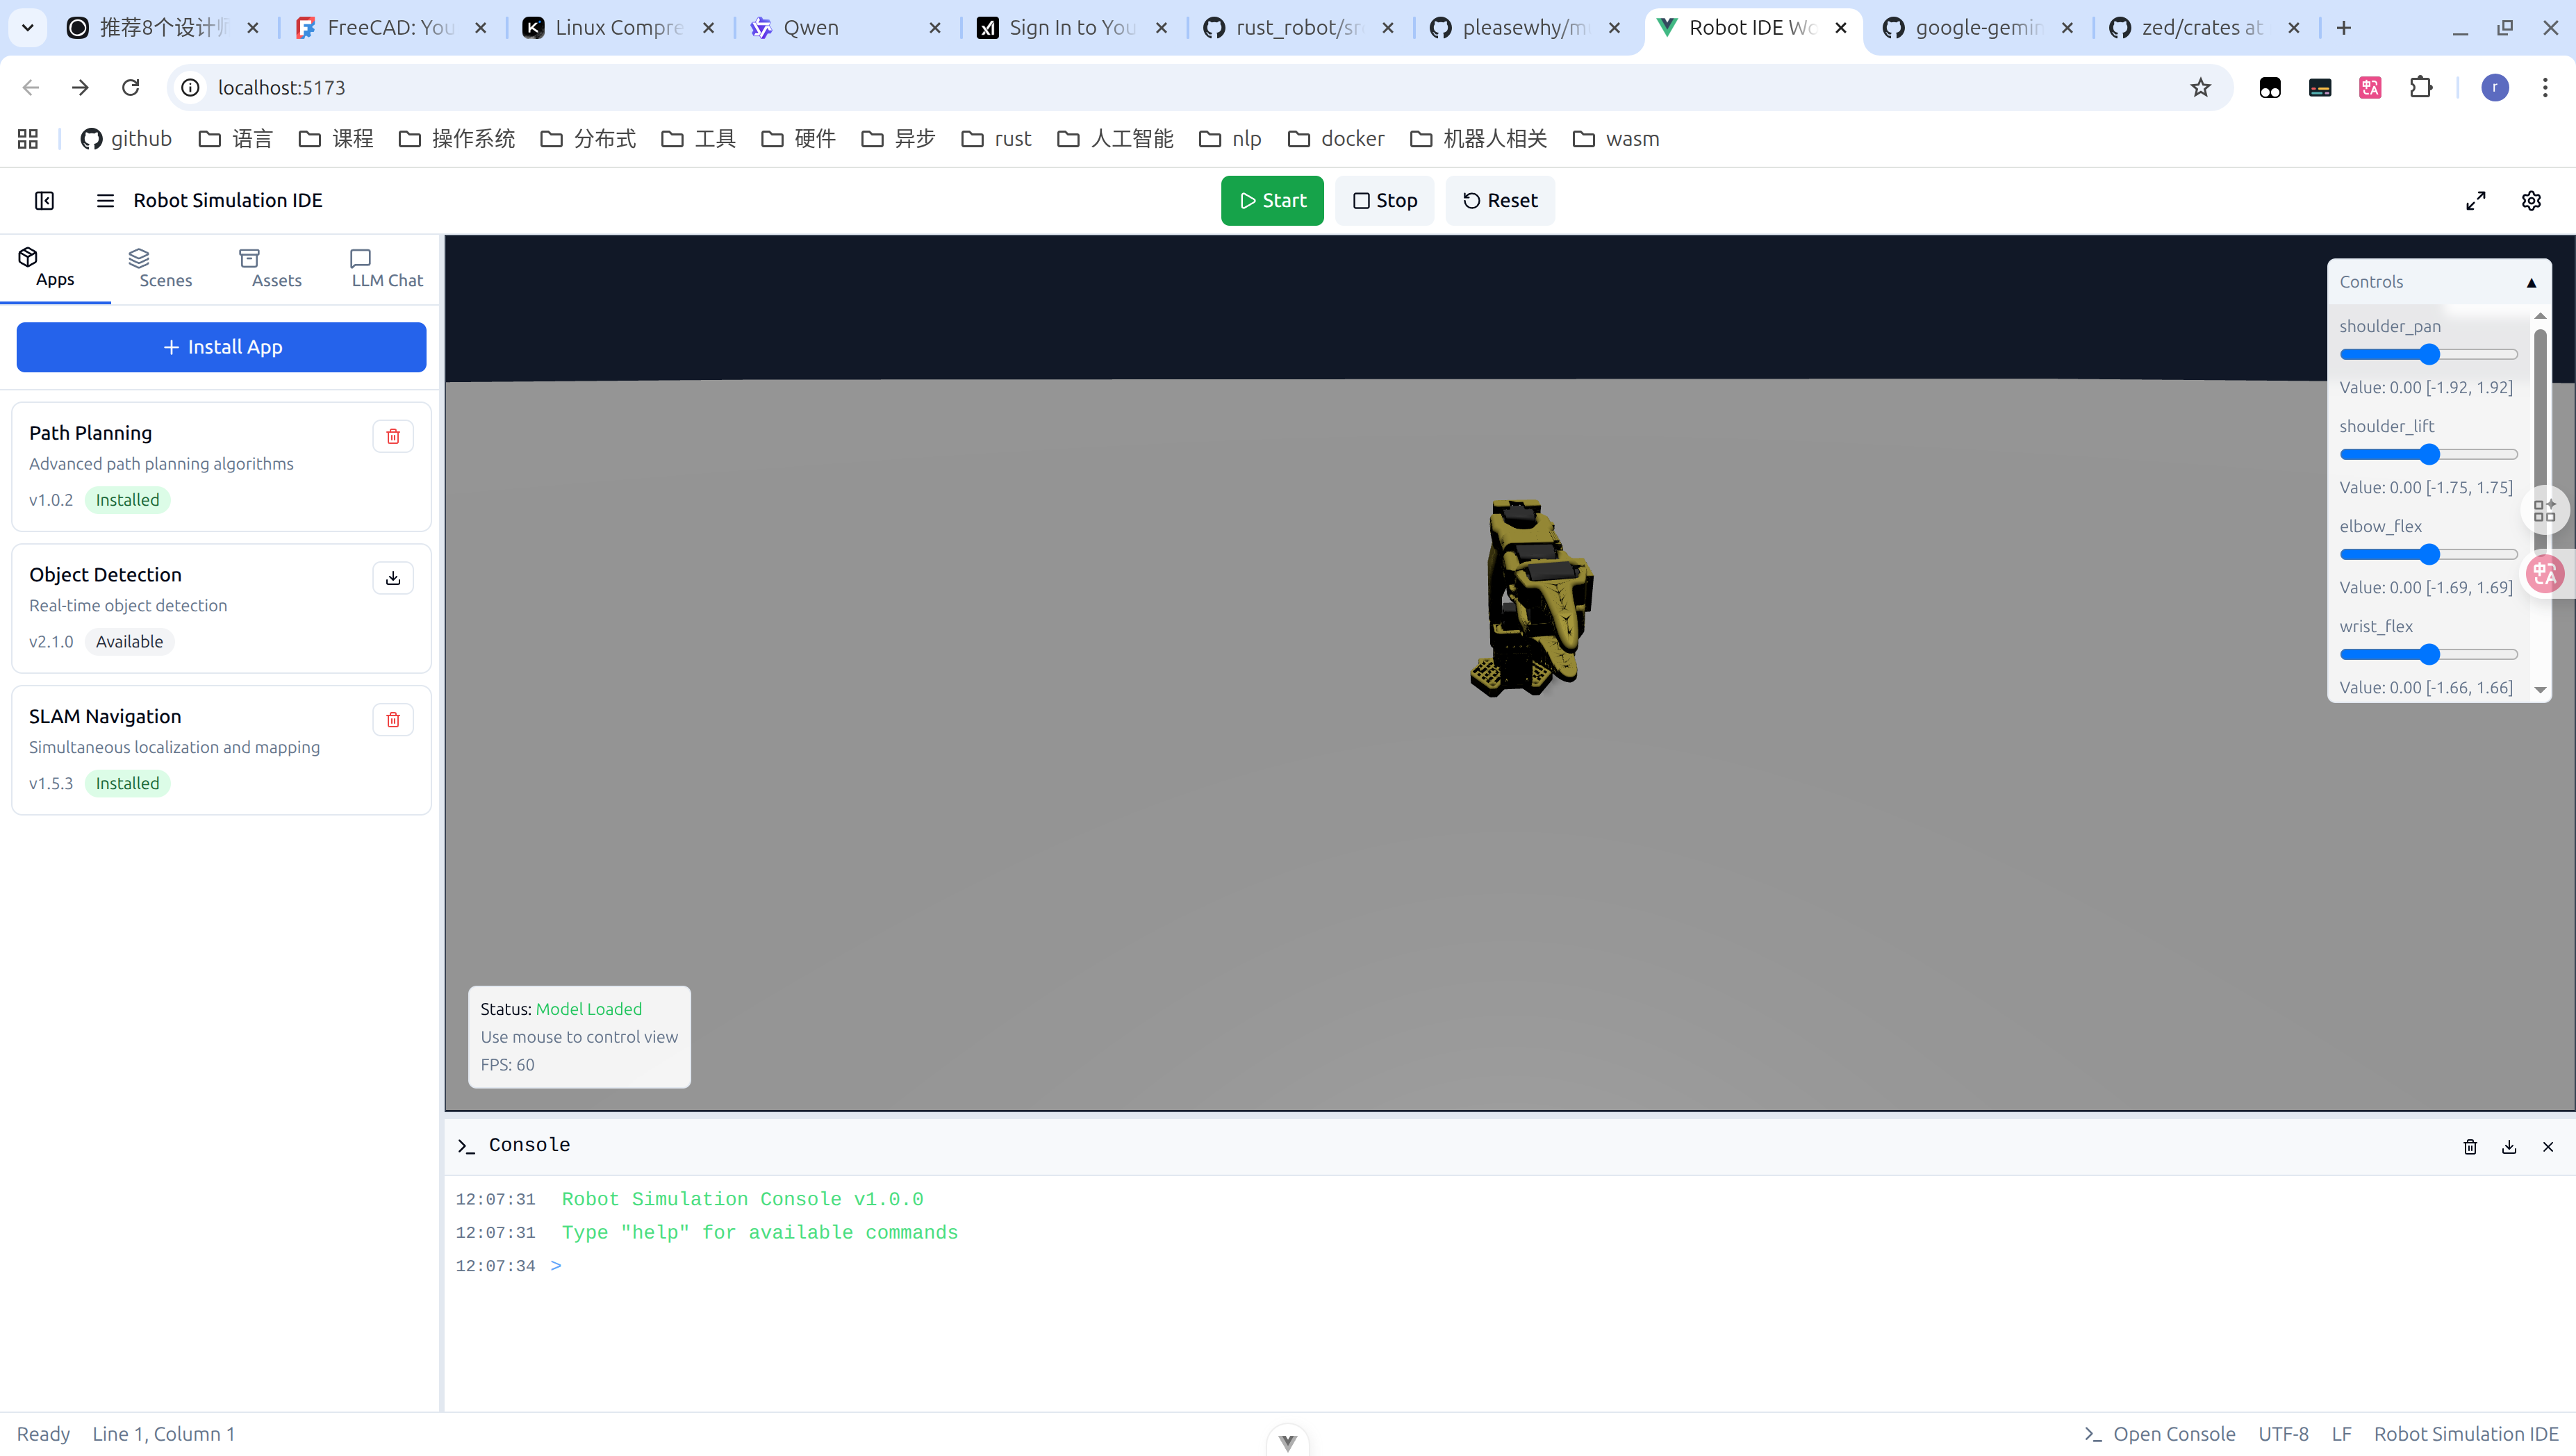 推荐8个设计师
FreeCAD: You
Linux Compre
Qwen
Sign In to You
rust_robot/src
pleasewhy/mu
Robot IDE Wo
google-gemin
zed/crates at
localhost:5173
r
github
语言
课程
操作系统
分布式
工具
硬件
异步
rust
人工智能
nlp
docker
机器人相关
wasm
Robot Simulation IDE
Start
Stop
Reset
Apps
Scenes
Assets
LLM Chat
Install App
Path Planning
Advanced path planning algorithms
v1.0.2 Installed
Object Detection
Real-time object detection
v2.1.0 Available
SLAM Navigation
Simultaneous localization and mapping
v1.5.3 Installed
Controls
shoulder_pan
Value: 0.00 [-1.92, 1.92]
shoulder_lift
Value: 0.00 [-1.75, 1.75]
elbow_flex
Value: 0.00 [-1.69, 1.69]
wrist_flex
Value: 0.00 [-1.66, 1.66]
Status: Model Loaded
Use mouse to control view
FPS: 60
Console
12:07:31 Robot Simulation Console v1.0.0
12:07:31 Type "help" for available commands
12:07:34 >
Ready Line 1, Column 1
Open Console UTF-8 LF Robot Simulation IDE